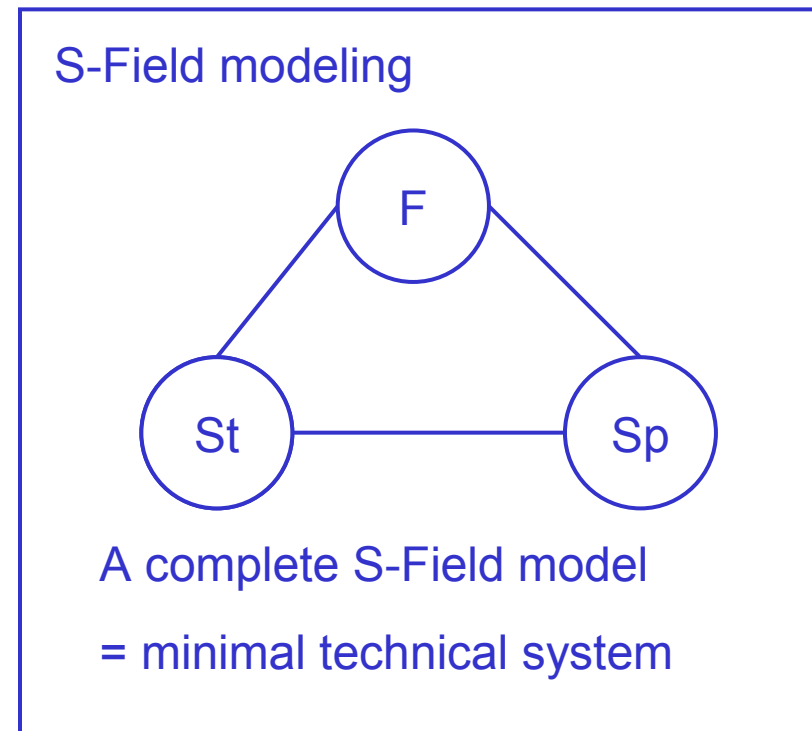 S-Field modeling
F
St
Sp
A complete S-Field model
= minimal technical system